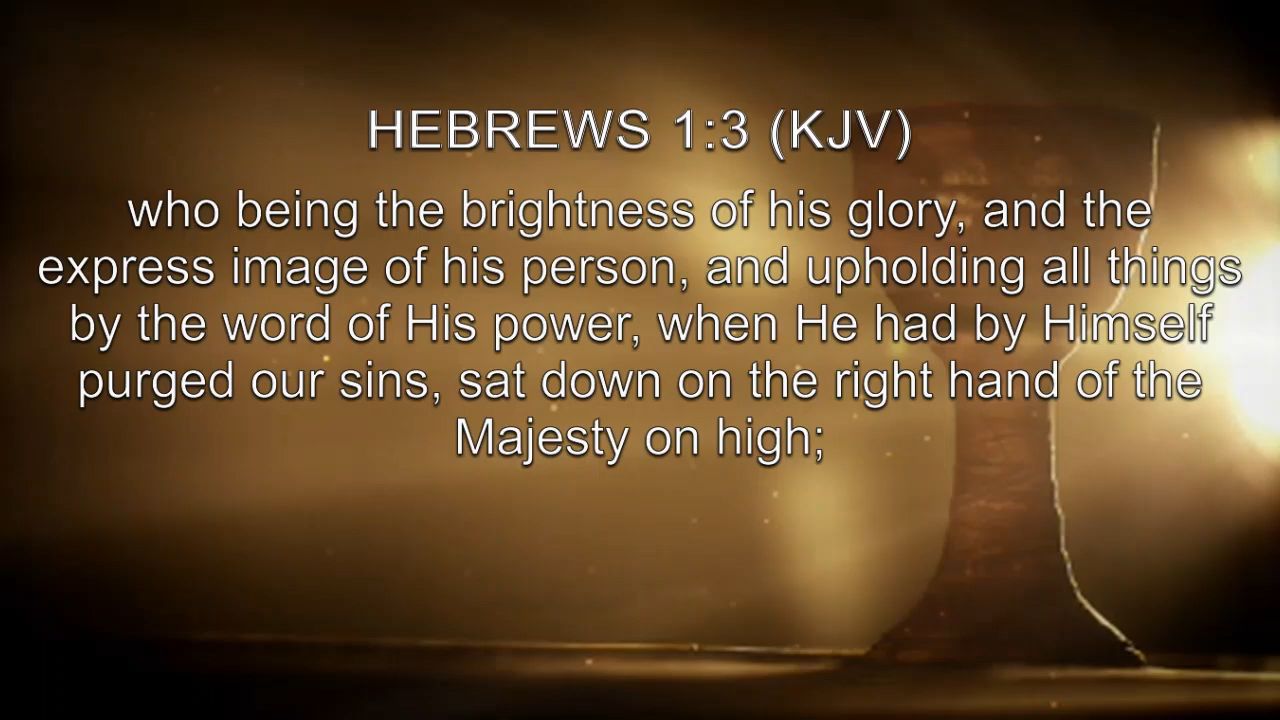 HEBREWS 1:3 (KJV)
who being the brightness of his glory, and the
express image of his person, and upholding all things
by the word of His power, when He had by Himself
purged our sins, sat down on the right hand of the
Majesty on high;